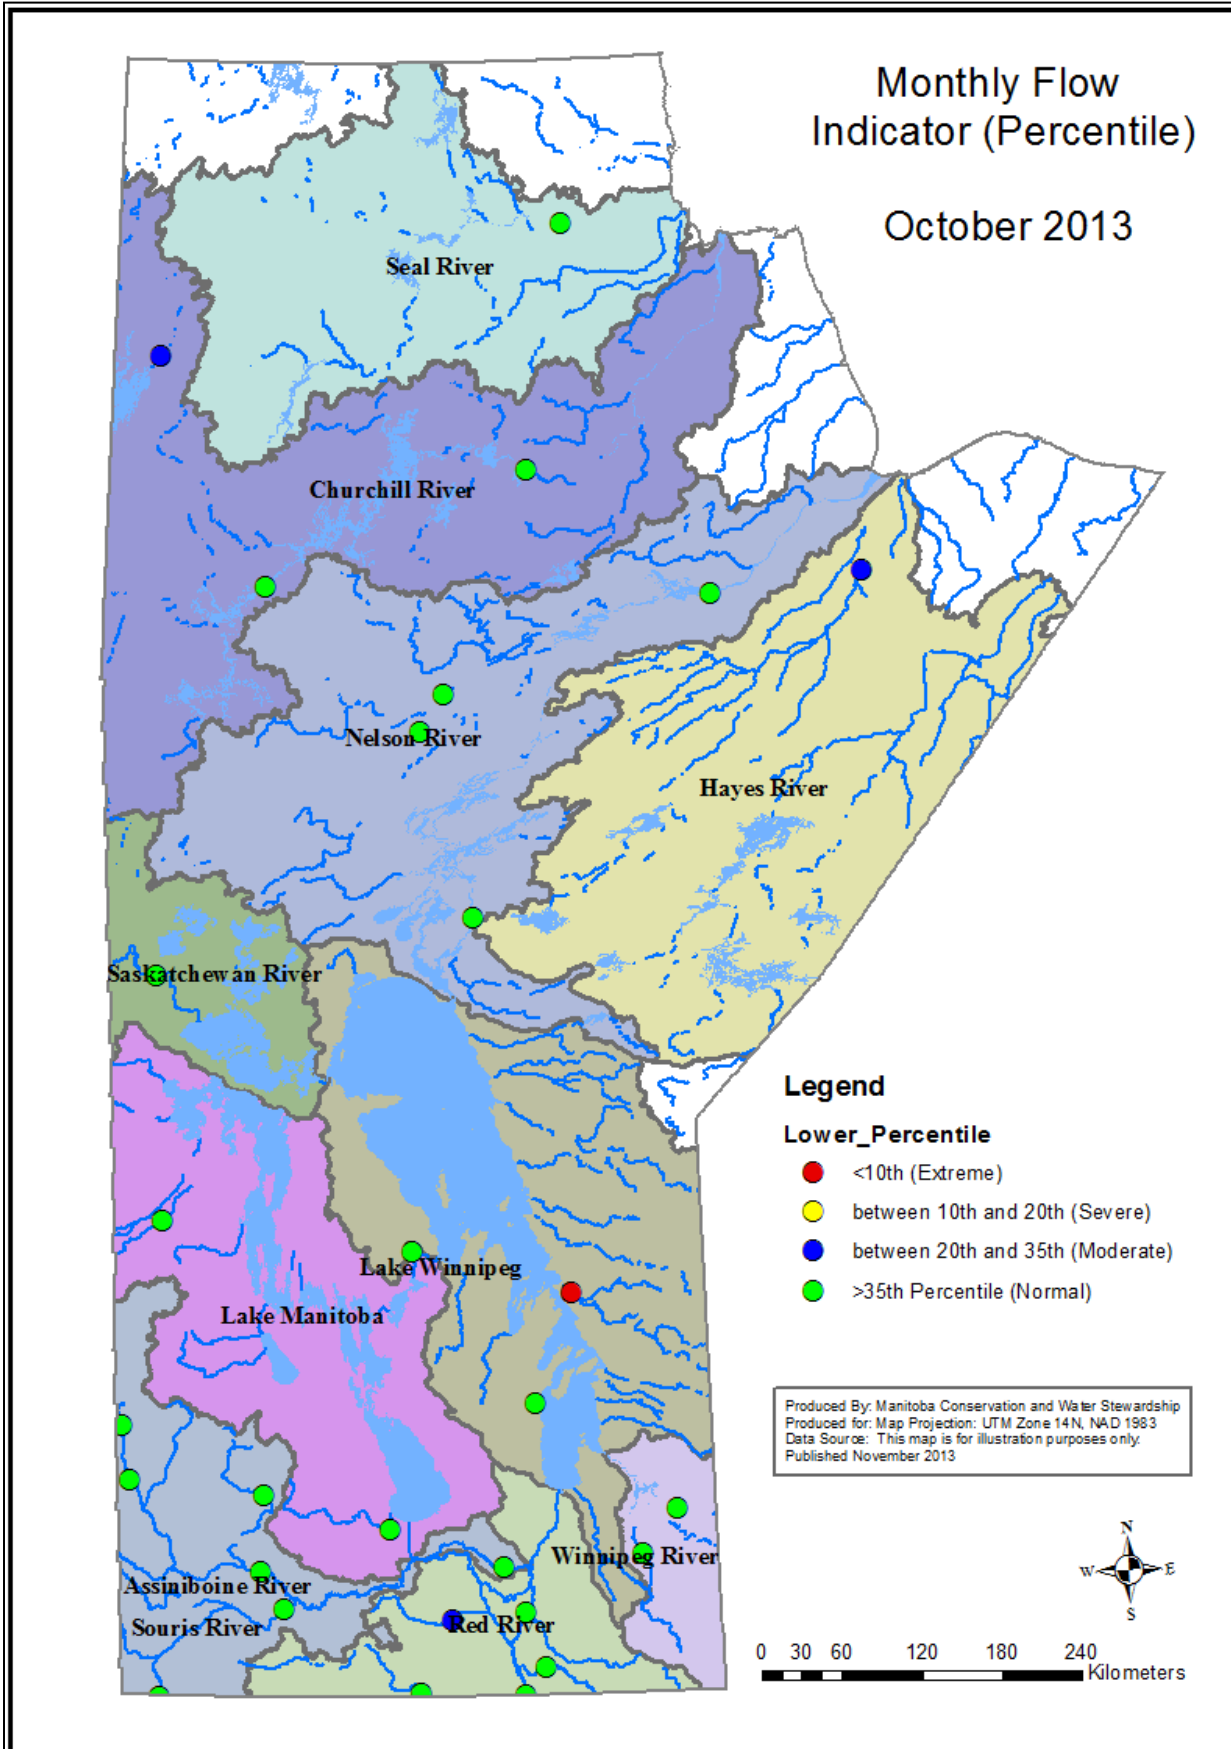 Monthly Flow
Indicator (Percentile)
October 2013
Seal River
Churchill River
Nelson River
Hayes River
Saskatchewan River
Lake Winnipeg
Lake Manitoba
Winnipeg River
Assiniboine River
Souris River
Red River
Legend
Lower_Percentile
<10th (Extreme)
between 10th and 20th (Severe)
between 20th and 35th (Moderate)
>35th Percentile (Normal)
Produced By: Manitoba Conservation and Water Stewardship
Produced for: Map Projection: UTM Zone 14N, NAD 1983
Data Source: This map is for illustration purposes only.
Published November 2013
N
W E
S
0 30 60 120 180 240
Kilometers